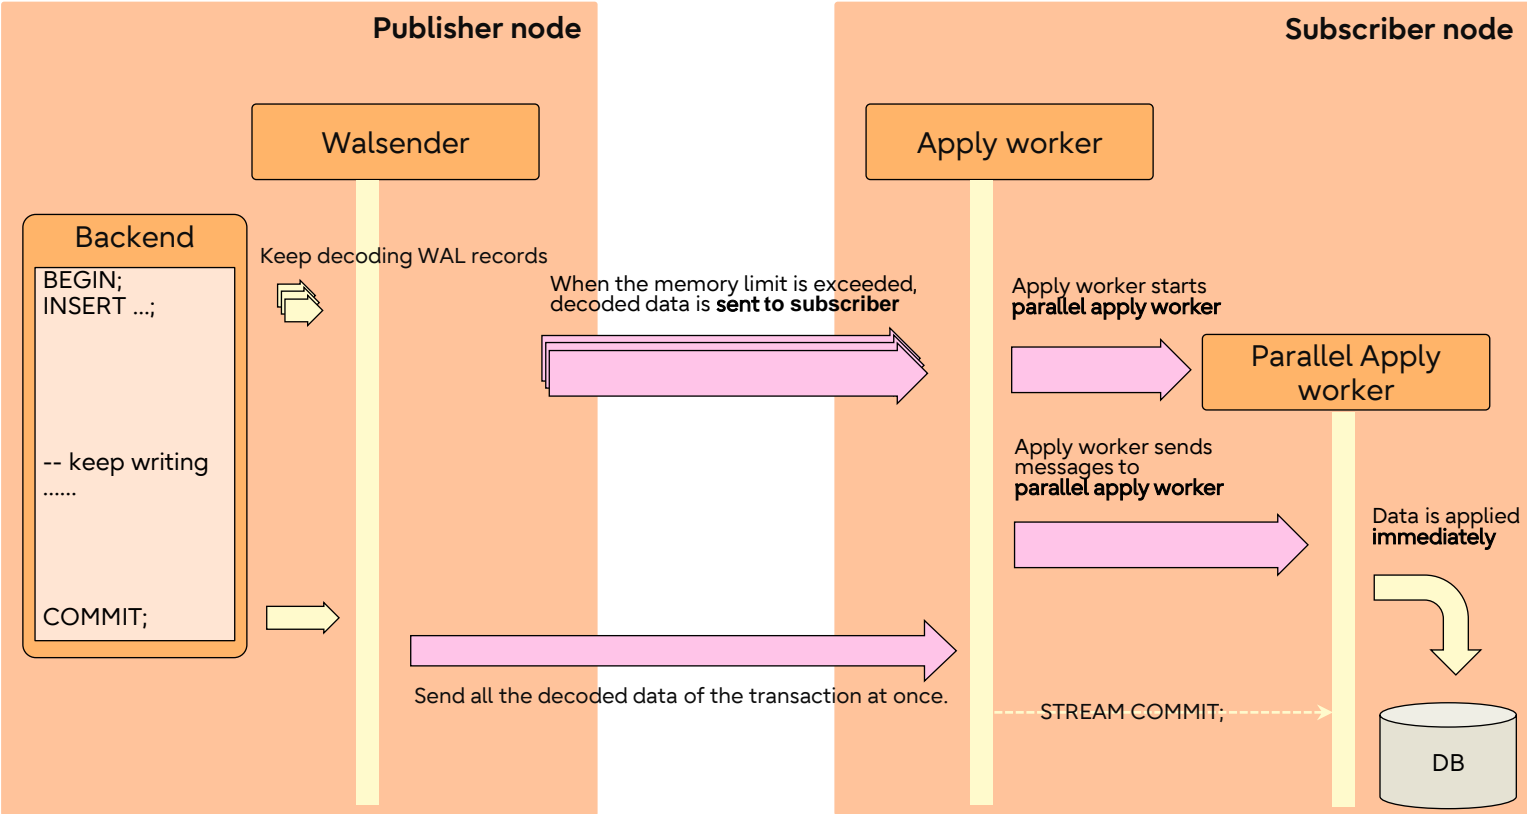 Publisher node
Subscriber node
Walsender
Apply worker
Backend
BEGIN;
INSERT ...;
-- keep writing
......
COMMIT;
Keep decoding WAL records
When the memory limit is exceeded,
decoded data is sent to subscriber
Apply worker starts
parallel apply worker
Parallel Apply
worker
Apply worker sends
messages to
parallel apply worker
Data is applied
immediately
Send all the decoded data of the transaction at once.
STREAM COMMIT;
DB